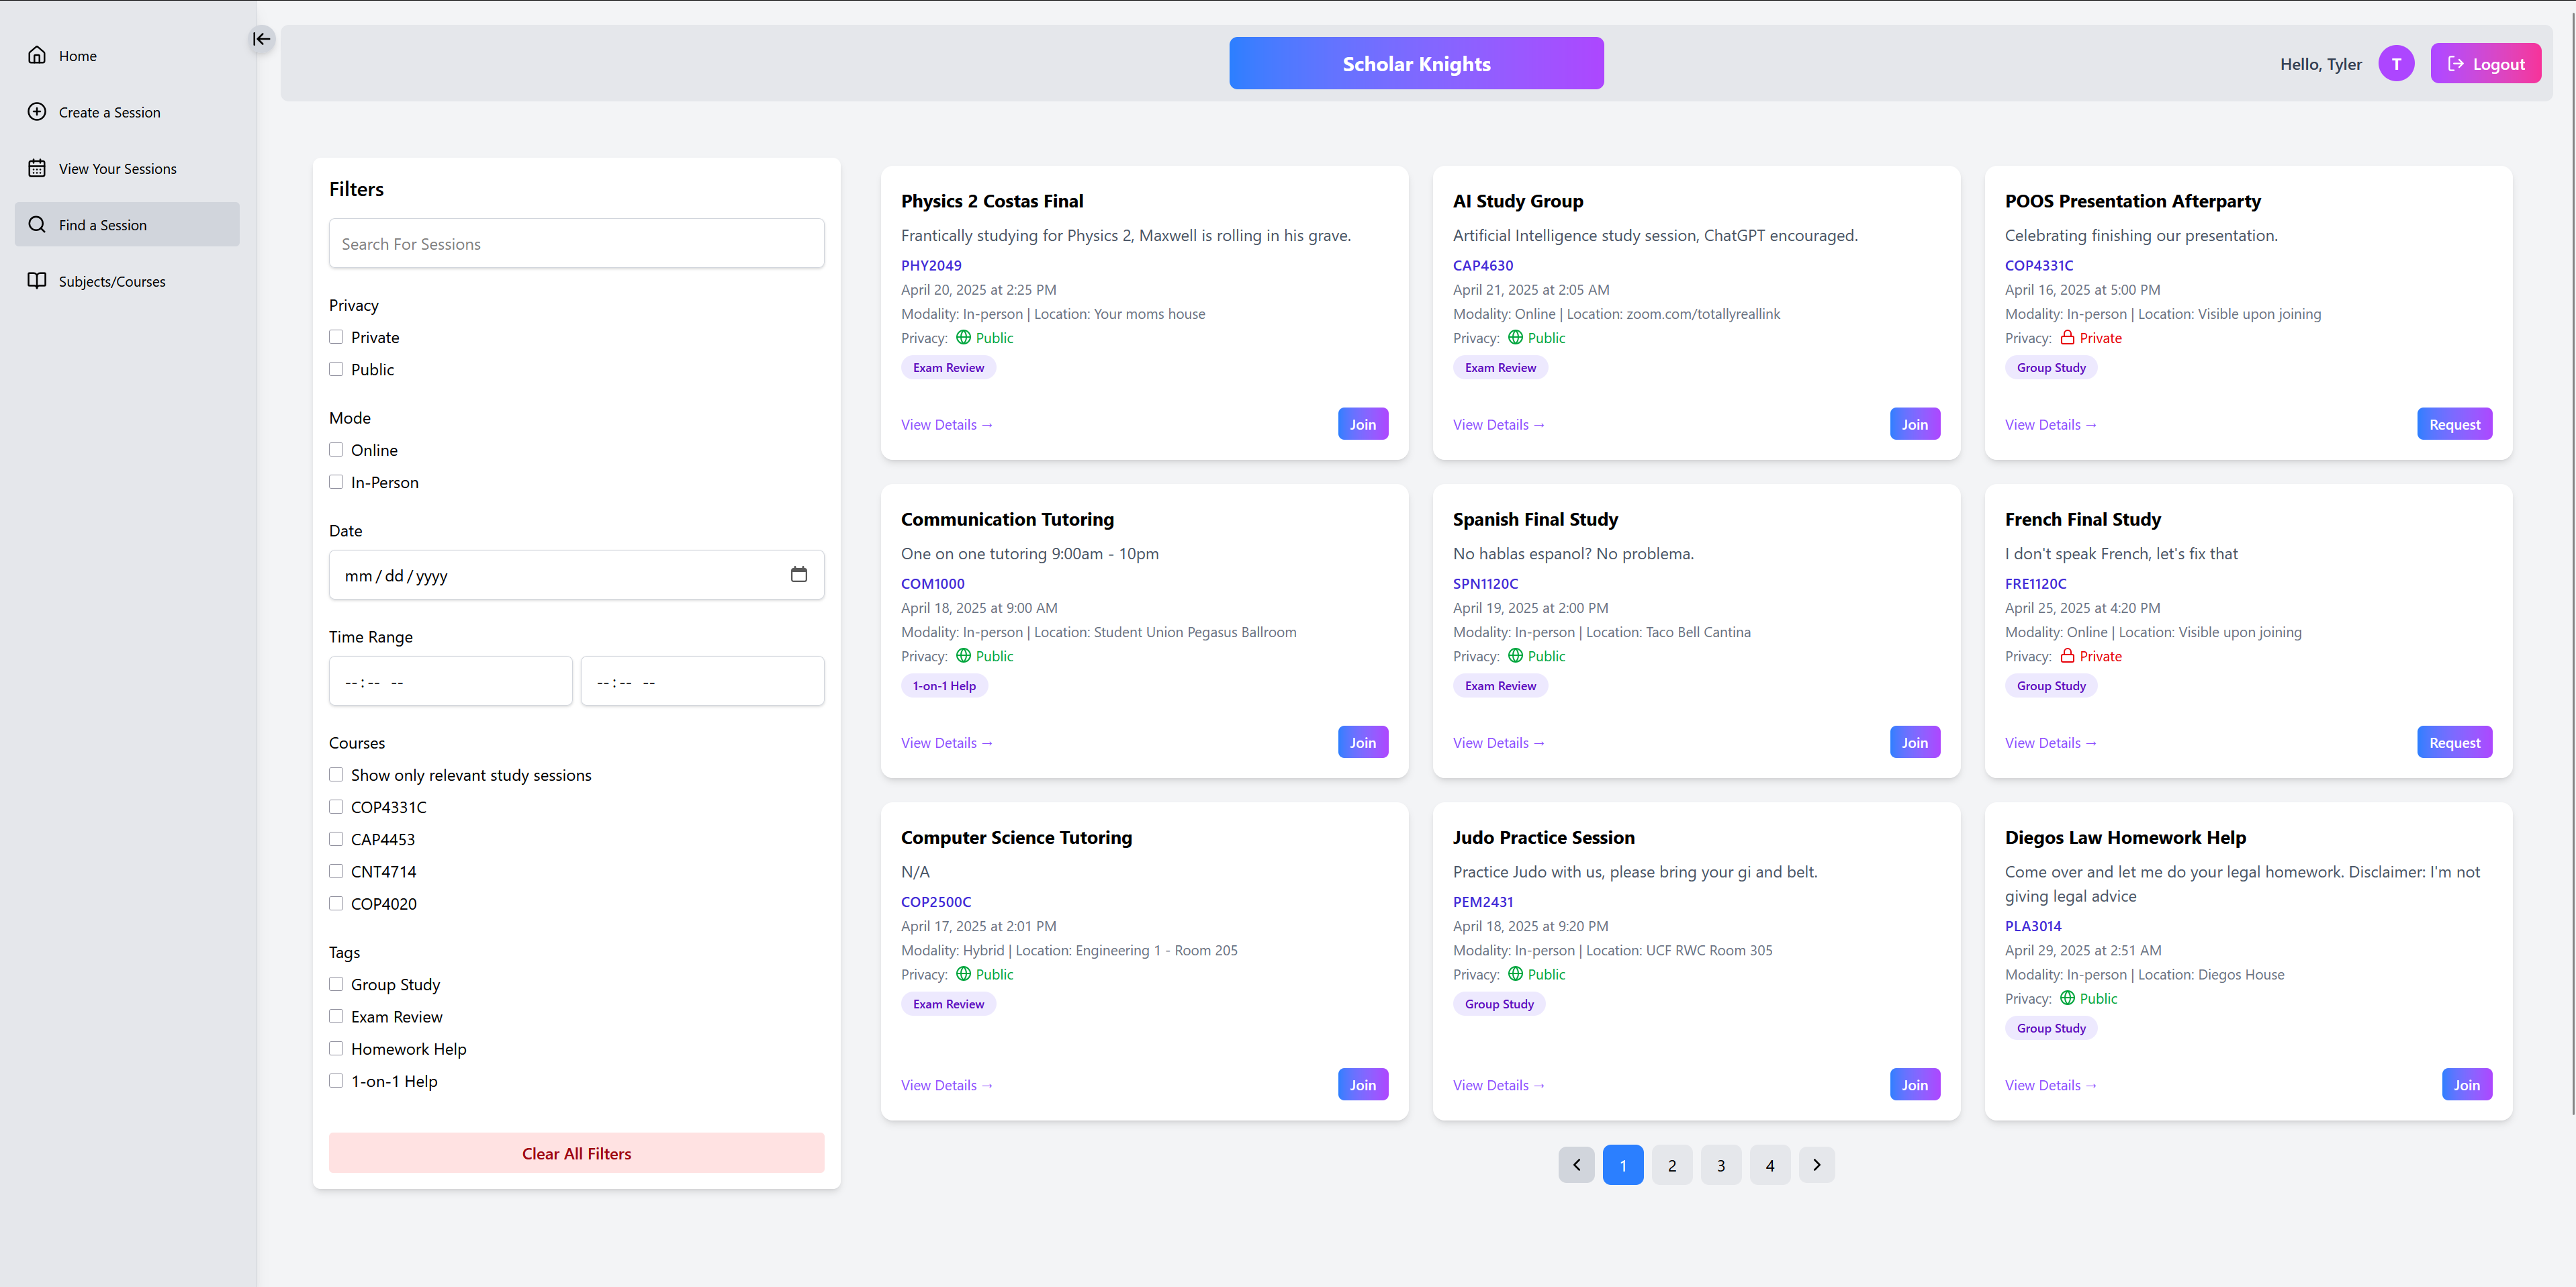 Home
Create a Session
View Your Sessions
Find a Session
Subjects/Courses
Scholar Knights
Hello, Tyler
T
Logout
Filters
Search For Sessions
Privacy
Private
Public
Mode
Online
In-Person
Date
mm/dd/yyyy
Time Range
--:-- --
--:-- --
Courses
Show only relevant study sessions
COP4331C
CAP4453
CNT4714
COP4020
Tags
Group Study
Exam Review
Homework Help
1-on-1 Help
Clear All Filters
Physics 2 Costas Final
Frantically studying for Physics 2, Maxwell is rolling in his grave.
PHY2049
April 20, 2025 at 2:25 PM
Modality: In-person | Location: Your moms house
Privacy: Public
Exam Review
View Details →
Join
AI Study Group
Artificial Intelligence study session, ChatGPT encouraged.
CAP4630
April 21, 2025 at 2:05 AM
Modality: Online | Location: zoom.com/totallyreallink
Privacy: Public
Exam Review
View Details →
Join
POOS Presentation Afterparty
Celebrating finishing our presentation.
COP4331C
April 16, 2025 at 5:00 PM
Modality: In-person | Location: Visible upon joining
Privacy: Private
Group Study
View Details →
Request
Communication Tutoring
One on one tutoring 9:00am - 10pm
COM1000
April 18, 2025 at 9:00 AM
Modality: In-person | Location: Student Union Pegasus Ballroom
Privacy: Public
1-on-1 Help
View Details →
Join
Spanish Final Study
No hablas espanol? No problema.
SPN1120C
April 19, 2025 at 2:00 PM
Modality: In-person | Location: Taco Bell Cantina
Privacy: Public
Exam Review
View Details →
Join
French Final Study
I don't speak French, let's fix that
FRE1120C
April 25, 2025 at 4:20 PM
Modality: Online | Location: Visible upon joining
Privacy: Private
Group Study
View Details →
Request
Computer Science Tutoring
N/A
COP2500C
April 17, 2025 at 2:01 PM
Modality: Hybrid | Location: Engineering 1 - Room 205
Privacy: Public
Exam Review
View Details →
Join
Judo Practice Session
Practice Judo with us, please bring your gi and belt.
PEM2431
April 18, 2025 at 9:20 PM
Modality: In-person | Location: UCF RWC Room 305
Privacy: Public
Group Study
View Details →
Join
Diegos Law Homework Help
Come over and let me do your legal homework. Disclaimer: I'm not
giving legal advice
PLA3014
April 29, 2025 at 2:51 AM
Modality: In-person | Location: Diegos House
Privacy: Public
Group Study
View Details →
Join
1 2 3 4